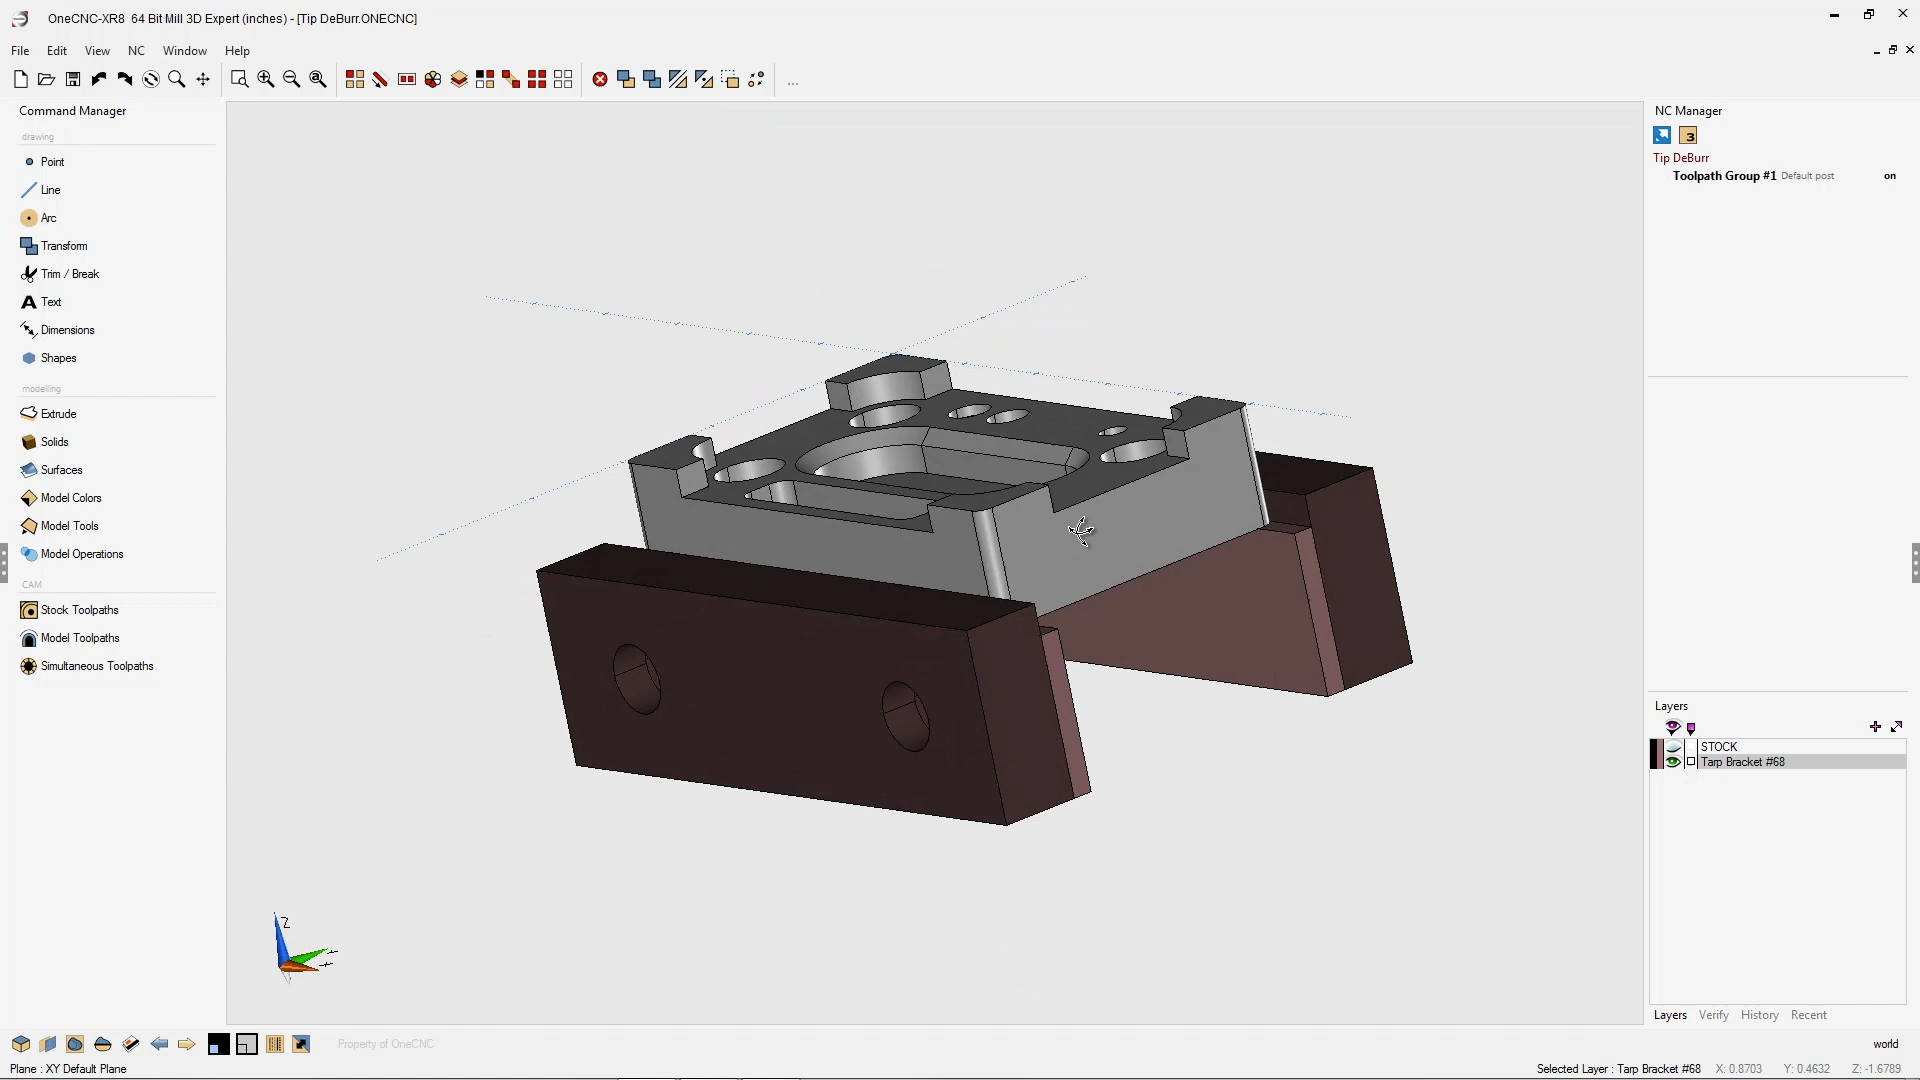 OneCNC-XR8 64 Bit Mill 3D Expert (inches) - [Tip DeBurr.ONECNC]
File Edit View NC Window Help
...
Command Manager
drawing
Point
Line
Arc
Transform
Trim / Break
Text
Dimensions
Shapes
modelling
Extrude
Solids
Surfaces
Model Colors
Model Tools
Model Operations
CAM
Stock Toolpaths
Model Toolpaths
Simultaneous Toolpaths
Z
NC Manager
3
Tip DeBurr
Toolpath Group #1 Default post on
Layers
STOCK
Tarp Bracket #68
Layers Verify History Recent
Property of OneCNC
world
Plane : XY Default Plane
Selected Layer : Tarp Bracket #68 X: 0.8703 Y: 0.4632 Z: -1.6789